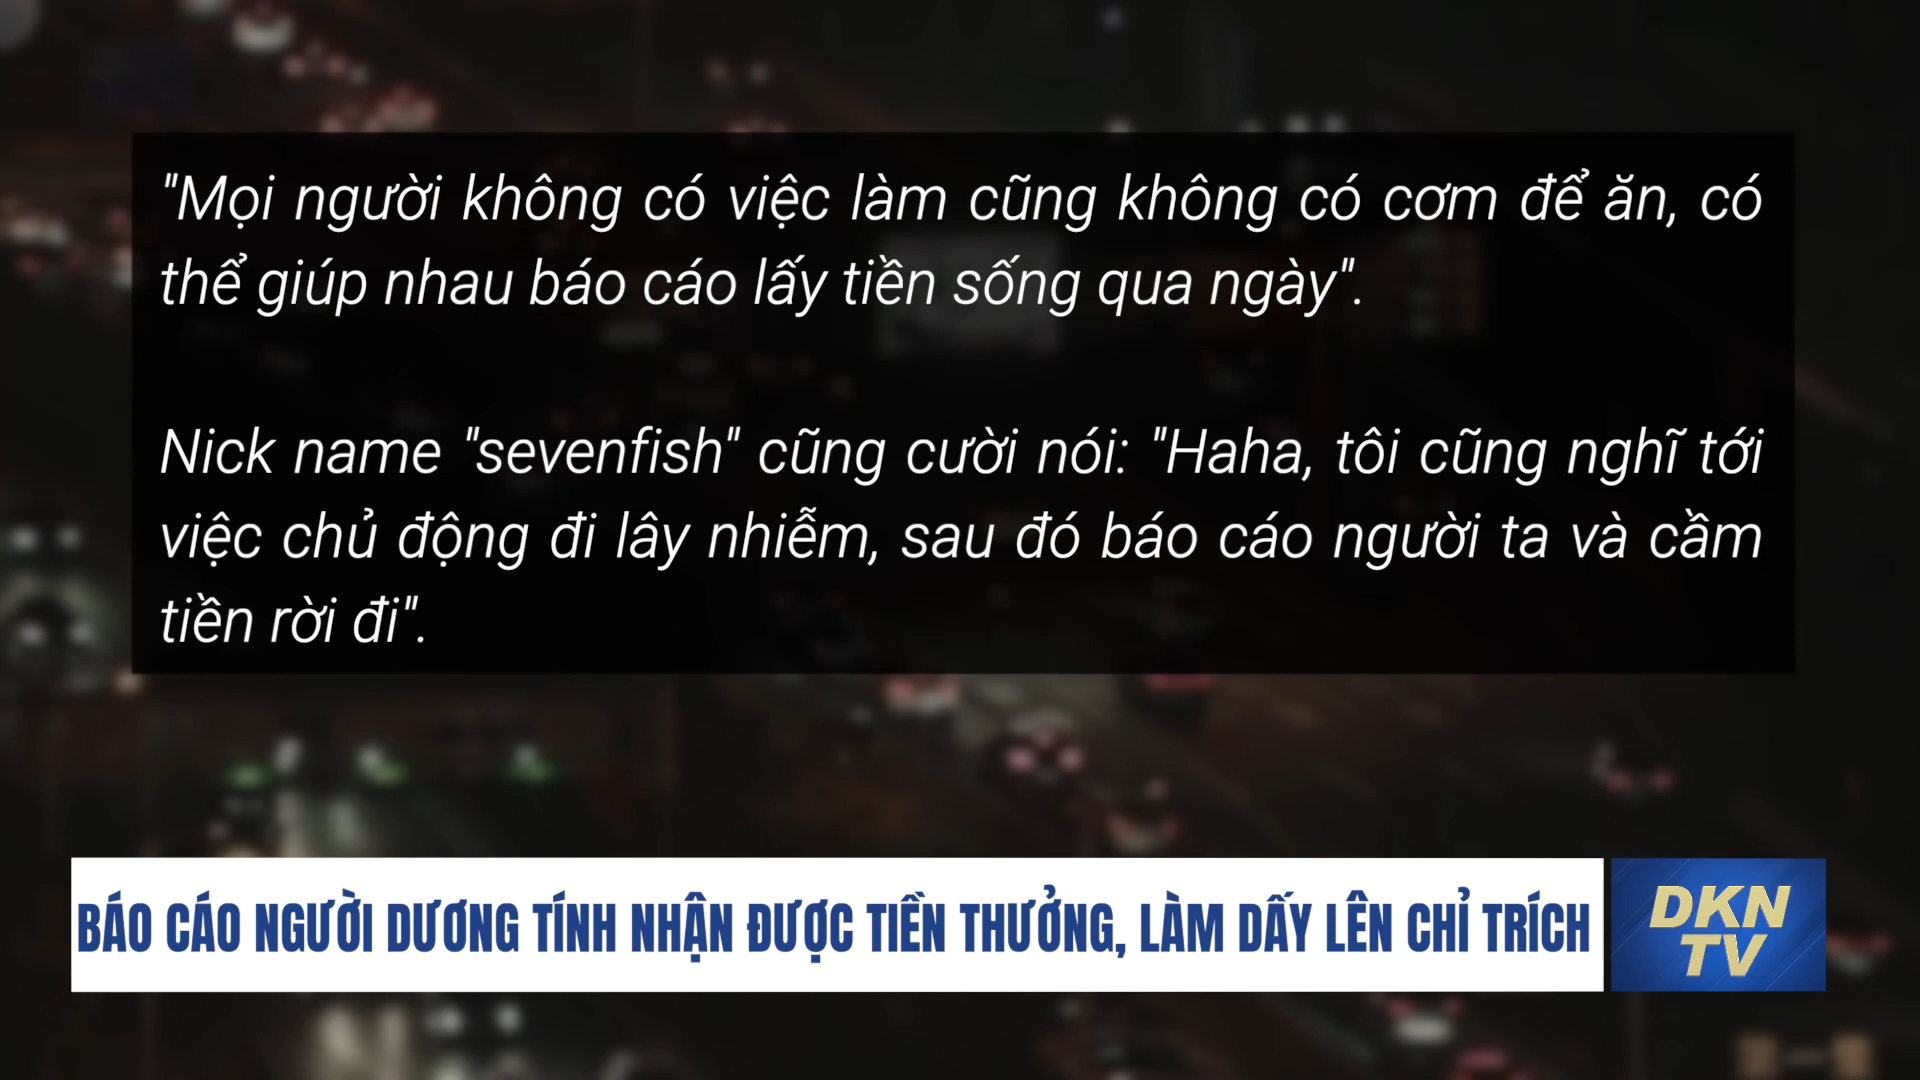 "Mọi người không có việc làm cũng không có cơm để ăn, có
thể giúp nhau báo cáo lấy tiền sống qua ngày".
Nick name "sevenfish" cũng cười nói: "Haha, tôi cũng nghĩ tới
việc chủ động đi lây nhiễm, sau đó báo cáo người ta và cầm
tiền rời đi".
BÁO CÁO NGƯỜI DƯƠNG TÍNH NHẬN ĐƯỢC TIỀN THƯỞNG, LÀM DẤY LÊN CHỈ TRÍCH
DKN
TV